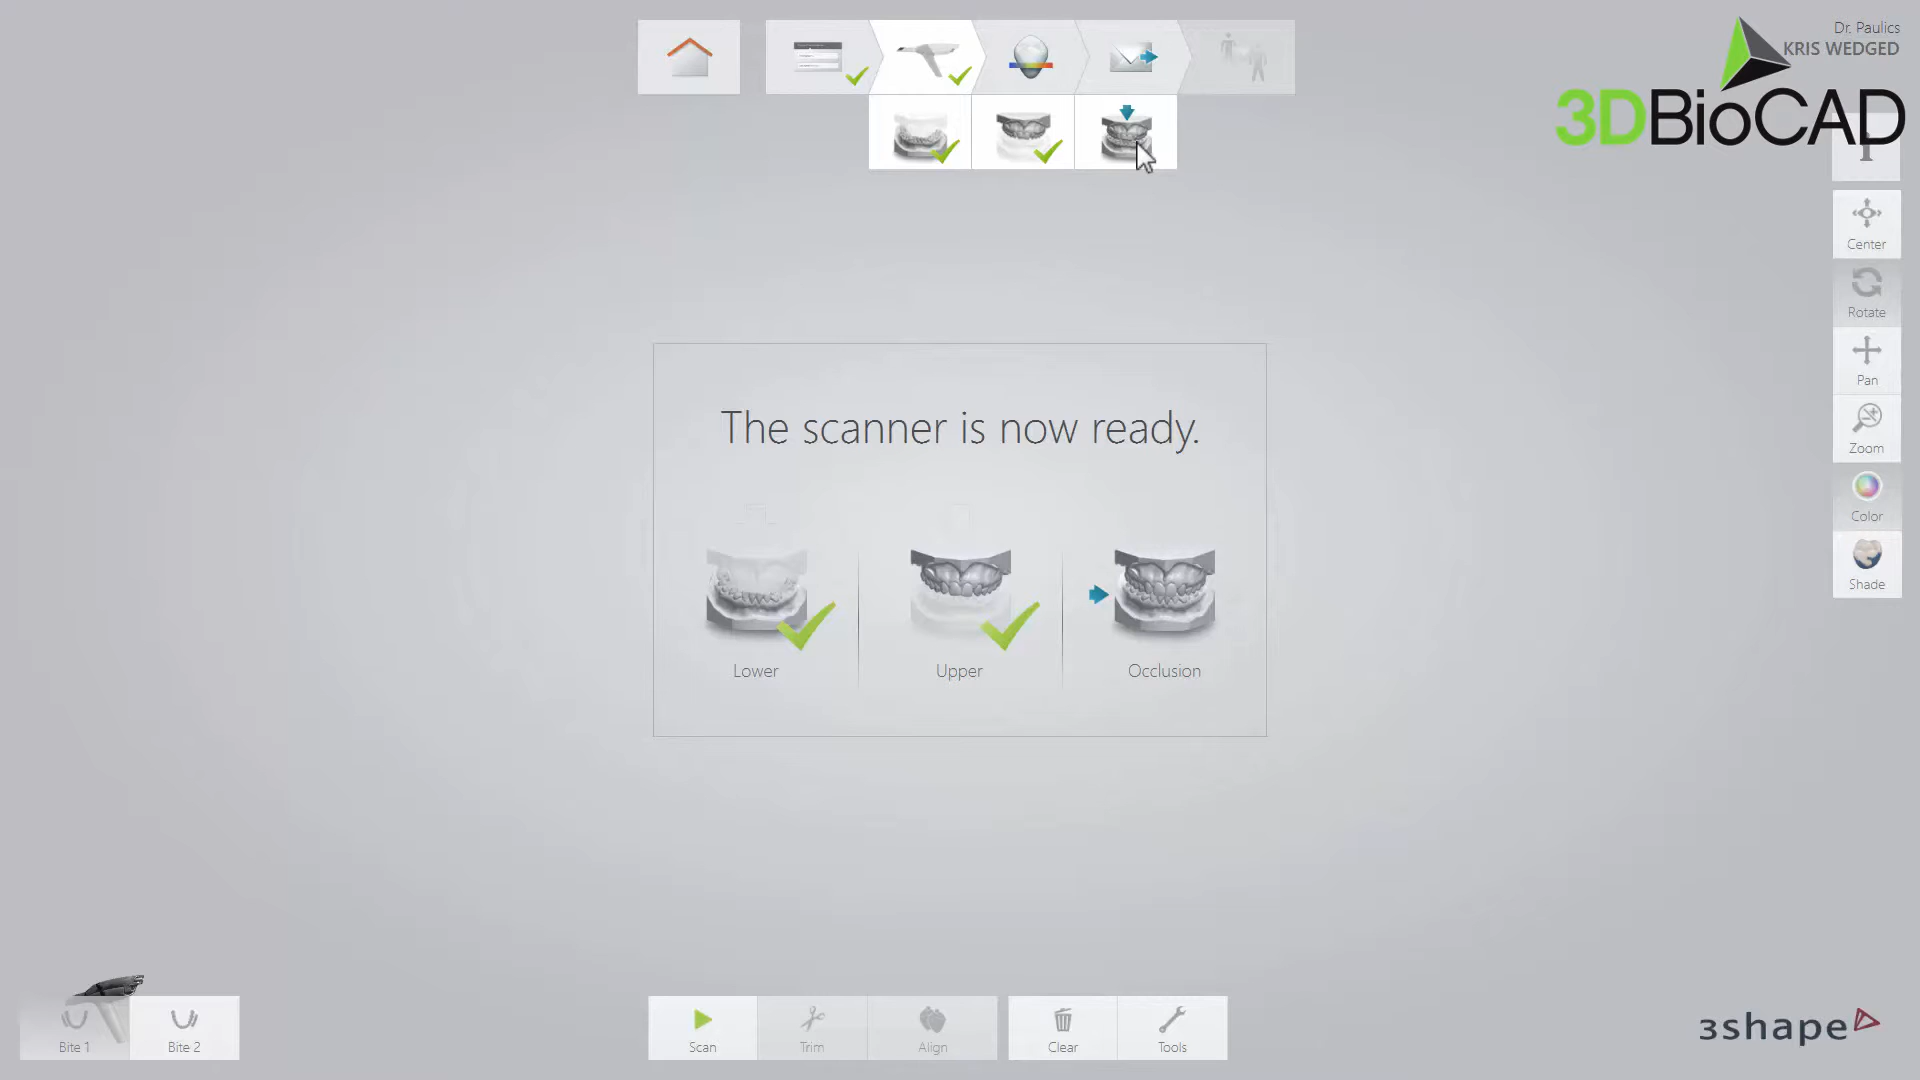 Dr. Paulics
KRIS WEDGED
3DBioCAD
i
Center
Rotate
Pan
Zoom
Color
Shade
The scanner is now ready.
Lower
Upper
Occlusion
Bite 1
Bite 2
Scan
Trim
Align
Clear
Tools
3shape